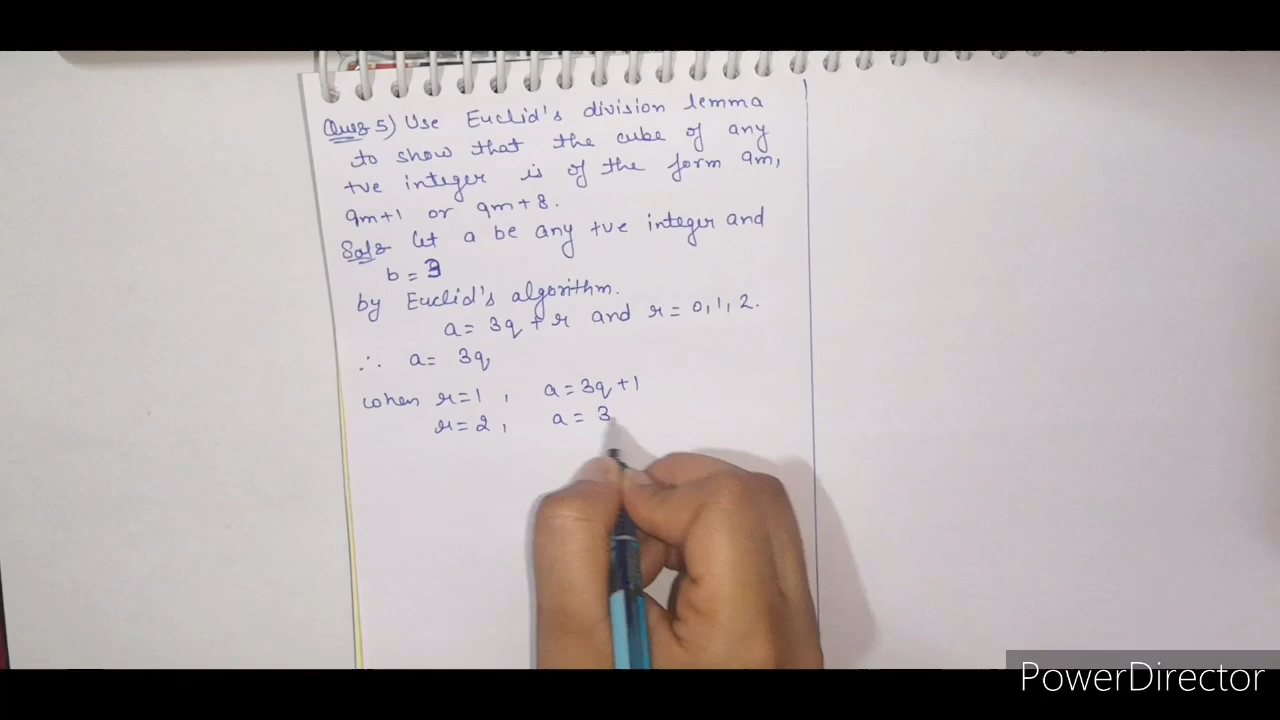 Ques 5) Use Euclid's division lemma
to show that the cube of any
+ve integer is of the form 9m,
9m+1 or 9m+8.
Sol: let a be any +ve integer and
b = 3
by Euclid's algorithm.
a = 3q + r and r = 0, 1, 2.
∴ a = 3q
when r = 1 , a = 3q + 1
r = 2 , a = 3
PowerDirector